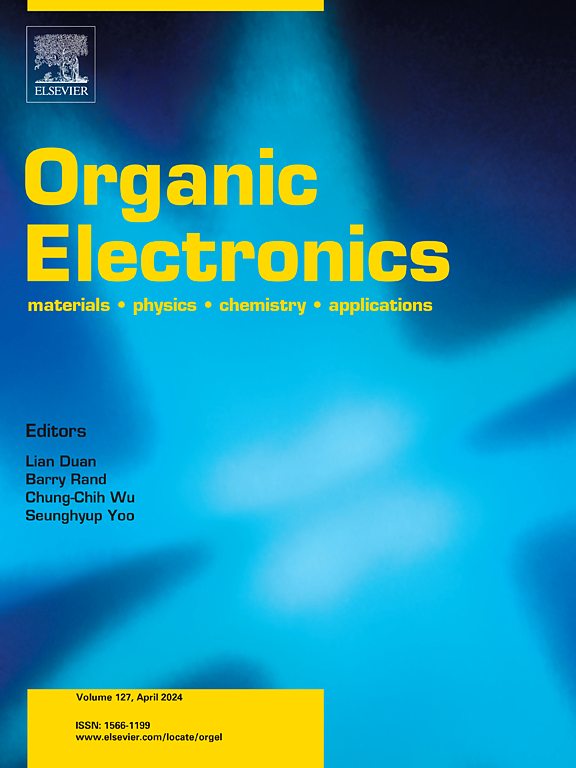 ELSEVIER
Organic
Electronics
materials • physics • chemistry • applications
Editors
Lian Duan
Barry Rand
Chung-Chih Wu
Seunghyup Yoo
Volume 127, April 2024
ISSN: 1566-1199
www.elsevier.com/locate/orgel